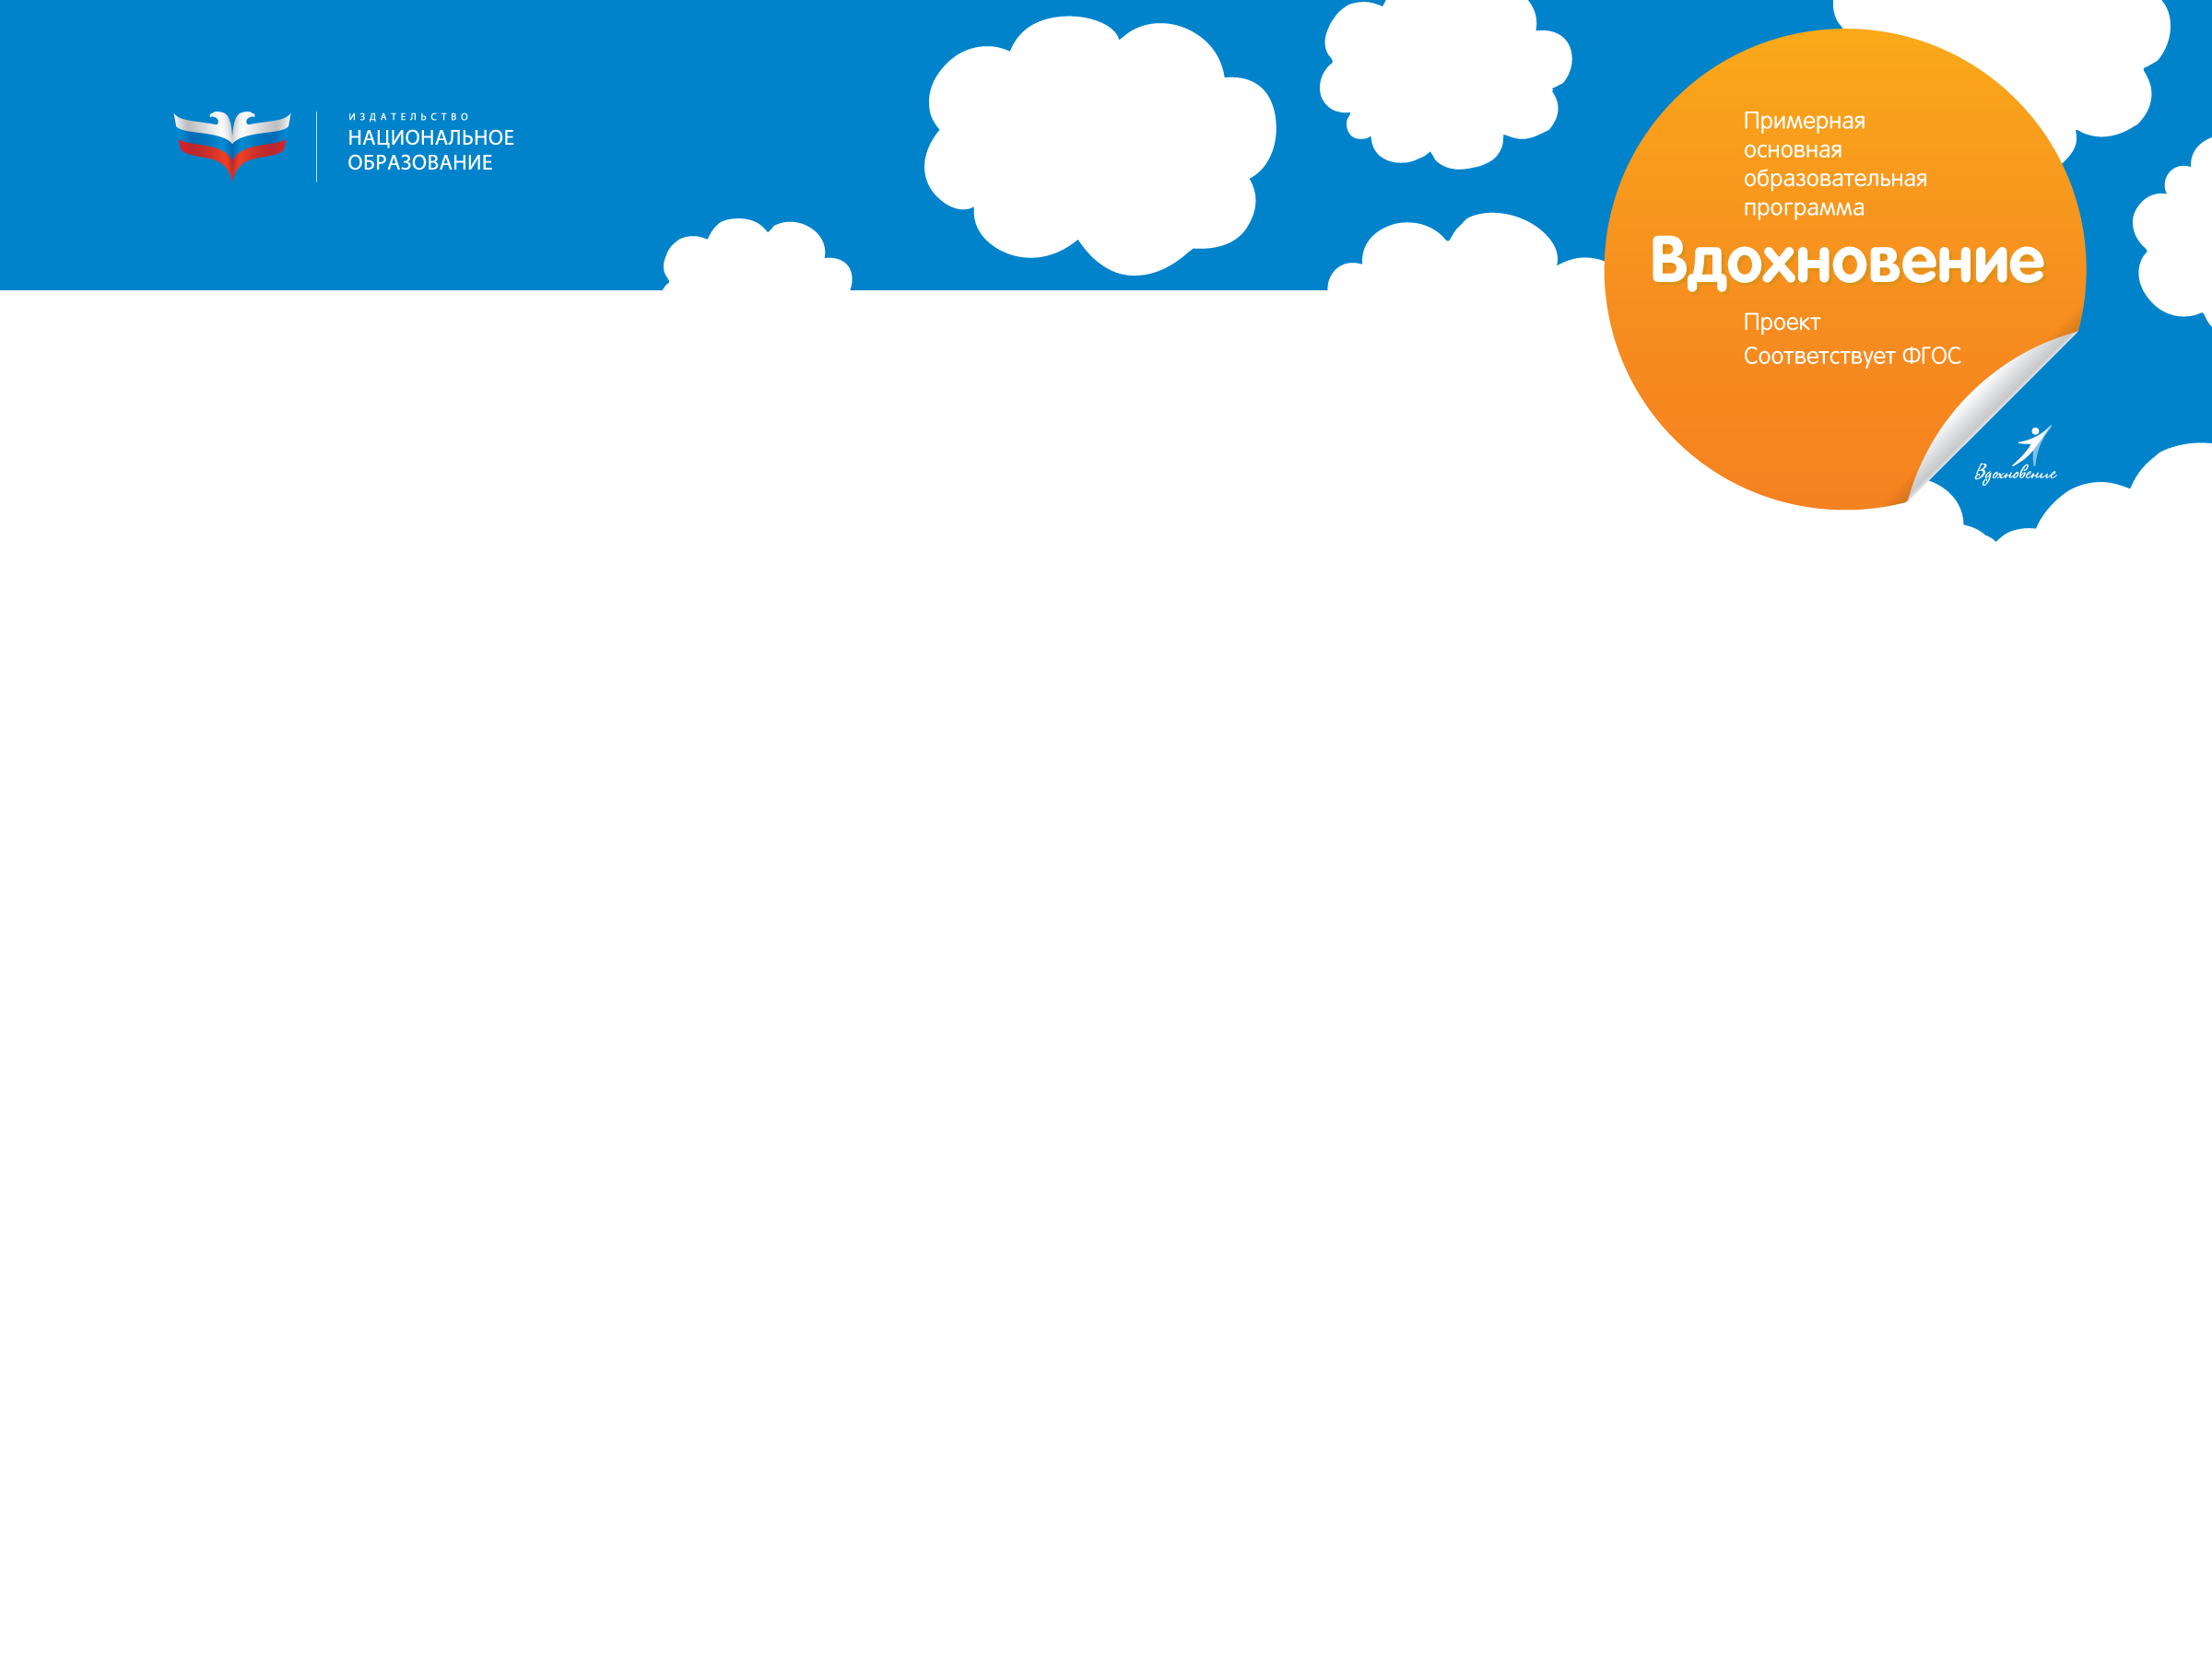 ИЗДАТЕЛЬСТВО
НАЦИОНАЛЬНОЕ
ОБРАЗОВАНИЕ
Примерная
основная
образовательная
программа
Вдохновение
Проект
Соответствует ФГОС
Вдохновение